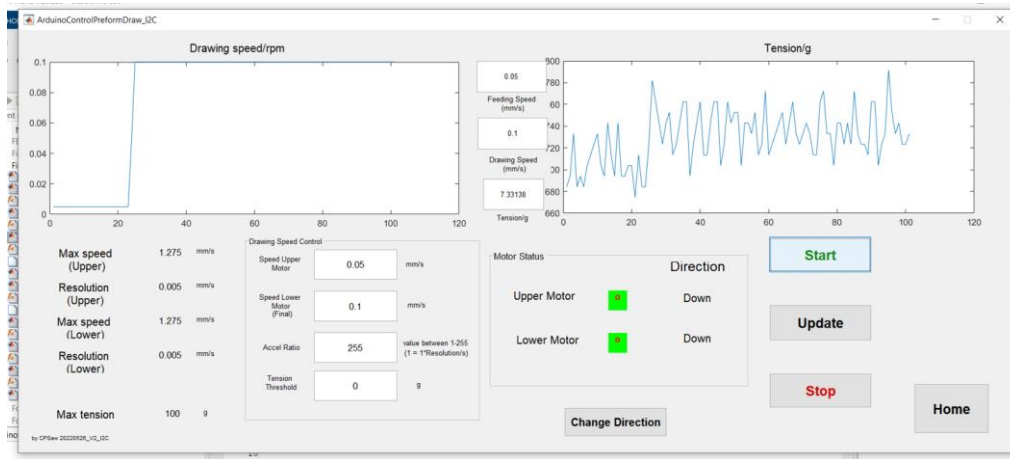 ArduinoControlPreformDraw_I2C
Drawing speed/rpm
0.1
0.08
0.06
0.04
0.02
0
0 20 40 60 80 100 120
0.05
Feeding Speed
(mm/s)
0.1
Drawing Speed
(mm/s)
7.33138
Tension/g
Tension/g
800
780
60
740
720
30
680
660
0 20 40 60 80 100 120
Max speed
(Upper)
1.275 mm/s
Resolution
(Upper)
0.005 mm/s
Max speed
(Lower)
1.275 mm/s
Resolution
(Lower)
0.005 mm/s
Max tension 100 g
by CPSaw 20220526_V2_I2C
Drawing Speed Control
Speed Upper
Motor
0.05 mm/s
Speed Lower
Motor
(Final)
0.1 mm/s
Accel Ratio 255
value between 1-255
(1 = 1*Resolution/s)
Tension
Threshold
0 g
Motor Status
Direction
Upper Motor Down
Lower Motor Down
Change Direction
Start
Update
Stop
Home